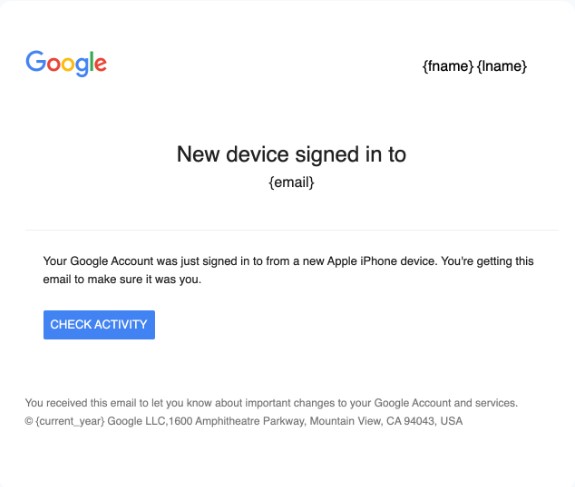 Google
{fname} {lname}
New device signed in to
{email}
Your Google Account was just signed in to from a new Apple iPhone device. You're getting this
email to make sure it was you.
CHECK ACTIVITY
You received this email to let you know about important changes to your Google Account and services.
© {current_year} Google LLC,1600 Amphitheatre Parkway, Mountain View, CA 94043, USA